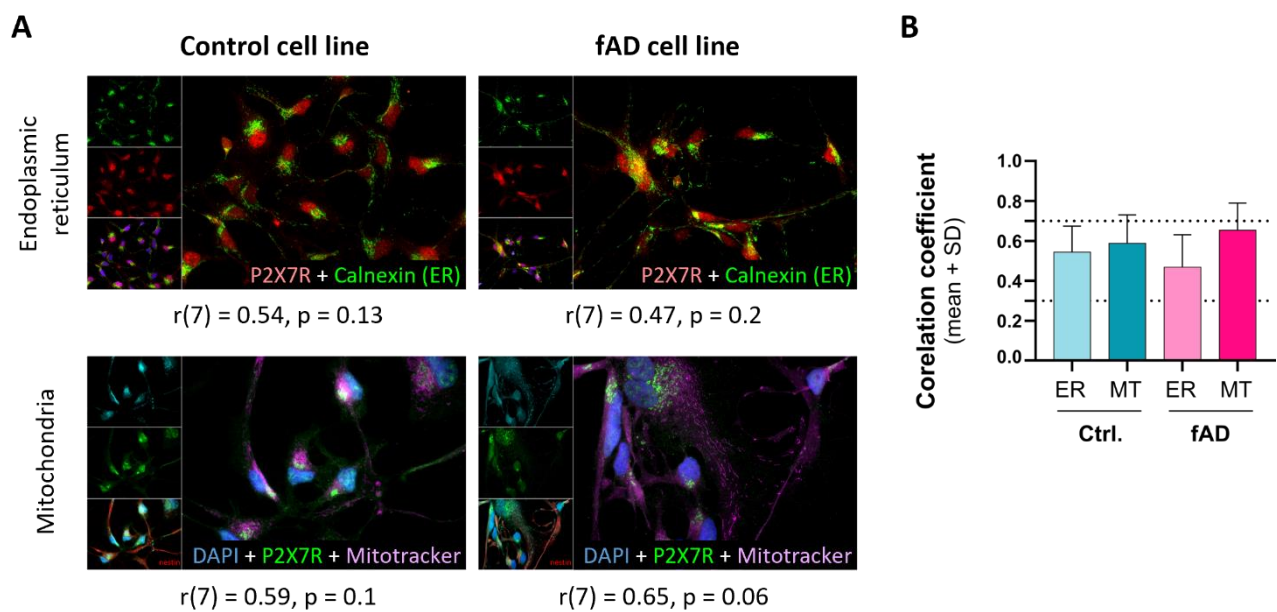 A
Control cell line
fAD cell line
Endoplasmic
reticulum
P2X7R + Calnexin (ER)
P2X7R + Calnexin (ER)
r(7) = 0.54, p = 0.13
r(7) = 0.47, p = 0.2
Mitochondria
nestin
DAPI + P2X7R + Mitotracker
nestin
DAPI + P2X7R + Mitotracker
r(7) = 0.59, p = 0.1
r(7) = 0.65, p = 0.06
B
Corelation coefficient
(mean + SD)
1.0
0.8
0.6
0.4
0.2
0.0
ER MT ER MT
Ctrl. fAD